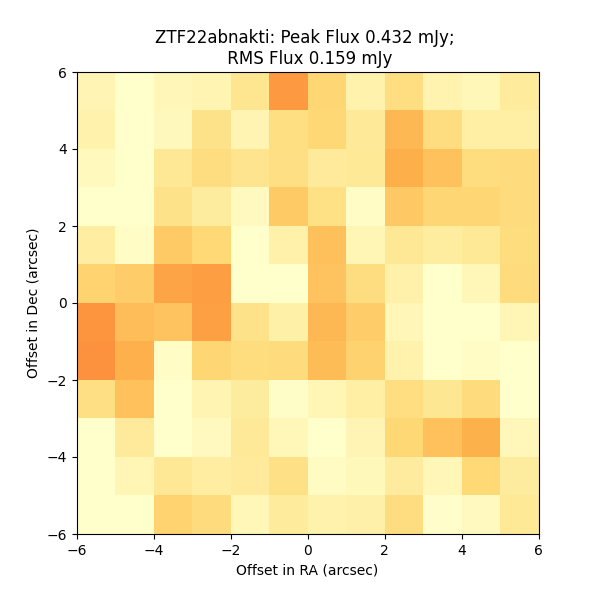 ZTF22abnakti: Peak Flux 0.432 mJy;
RMS Flux 0.159 mJy
6
4
2
0
−2
−4
−6
Offset in Dec (arcsec)
−6 −4 −2 0 2 4 6
Offset in RA (arcsec)